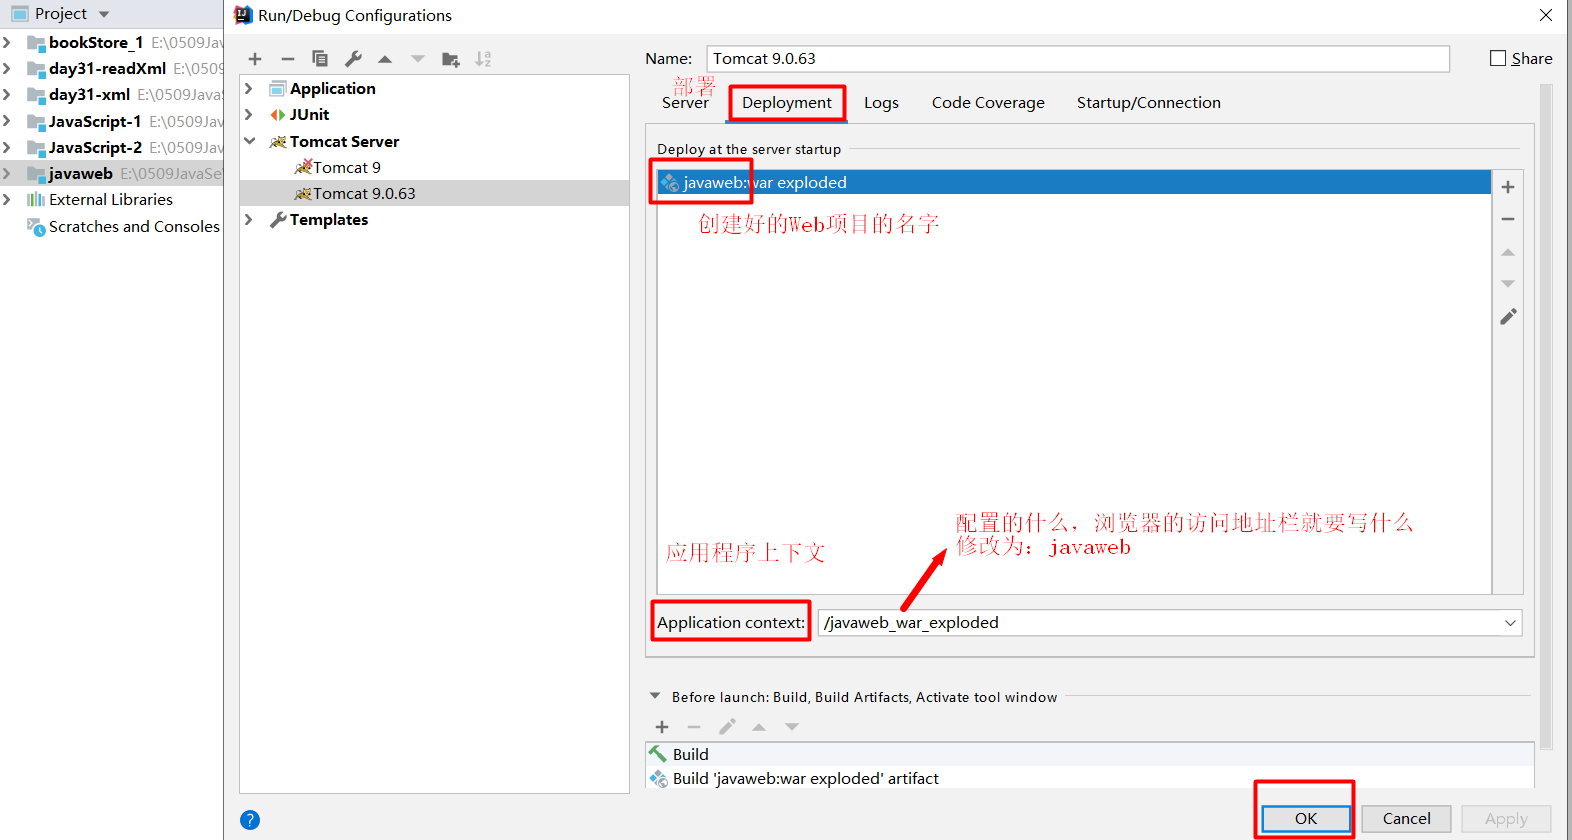 Project
bookStore_1 E:\0509Jav
day31-readXml E:\0509
day31-xml E:\0509Java
JavaScript-1 E:\0509Jav
JavaScript-2 E:\0509Jav
javaweb E:\0509JavaSe
External Libraries
Scratches and Consoles
Run/Debug Configurations
Application
JUnit
Tomcat Server
Tomcat 9
Tomcat 9.0.63
Templates
Name: Tomcat 9.0.63
Share
部署
Server Deployment Logs Code Coverage Startup/Connection
Deploy at the server startup
javaweb:war exploded
创建好的Web项目的名字
配置的什么，浏览器的访问地址栏就要写什么
修改为：javaweb
应用程序上下文
Application context: /javaweb_war_exploded
Before launch: Build, Build Artifacts, Activate tool window
Build
Build 'javaweb:war exploded' artifact
? OK Cancel Apply